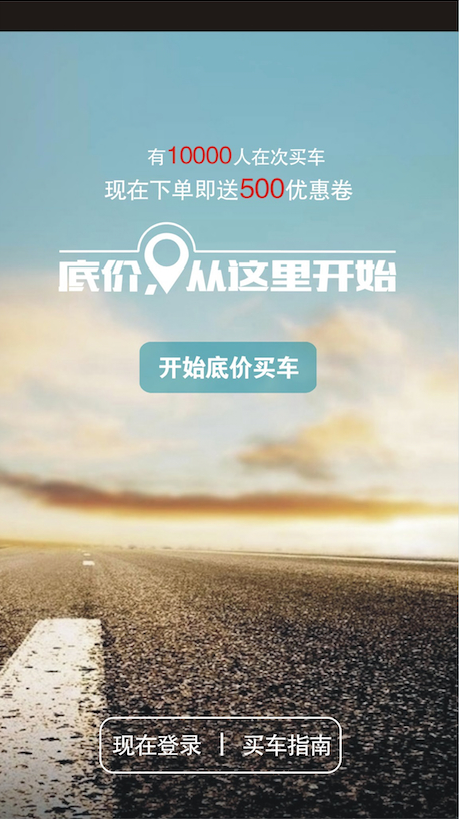 有10000人在次买车
现在下单即送500优惠卷
底价,从这里开始
开始底价买车
现在登录 | 买车指南